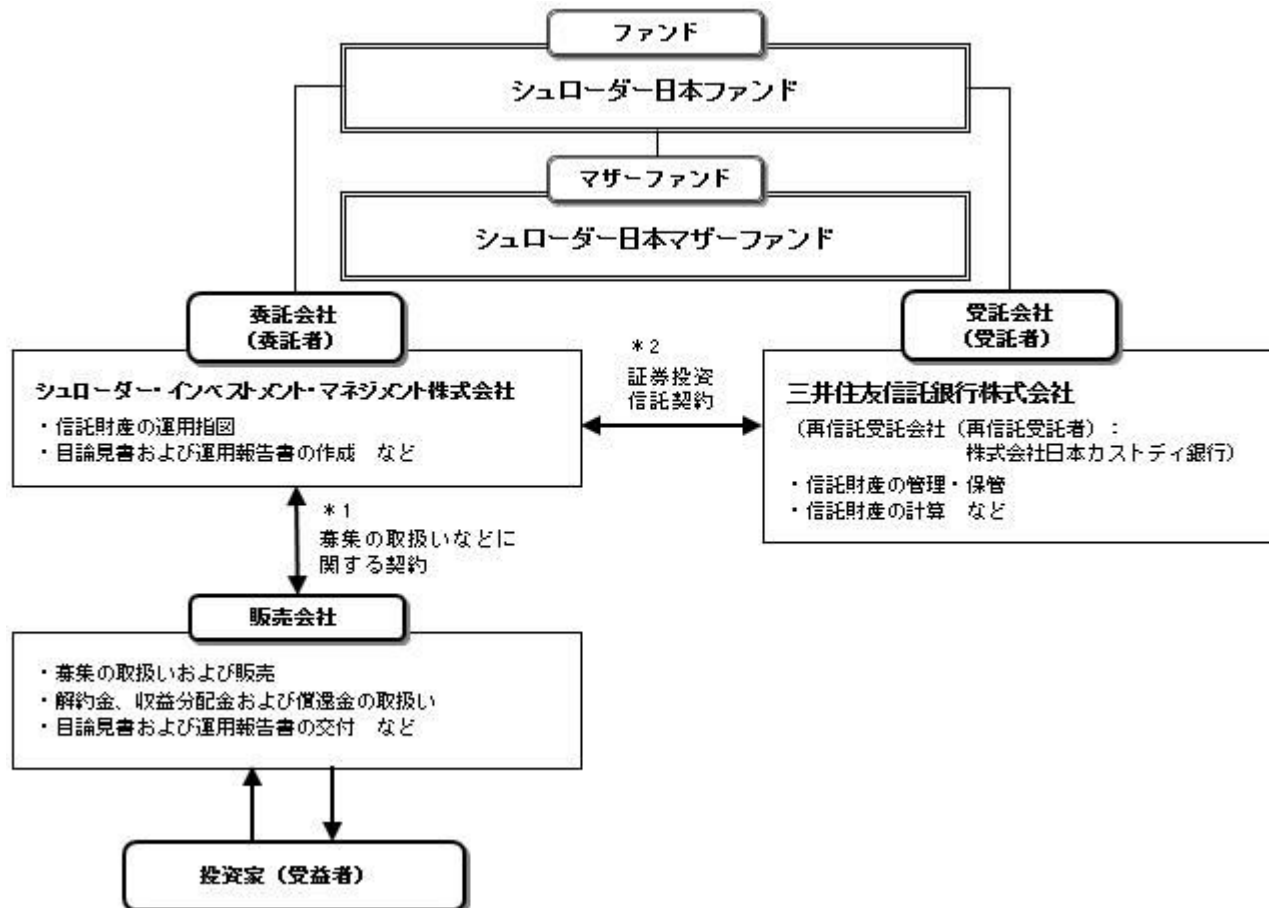 ファンド
シュローダー日本ファンド
マザーファンド
シュローダー日本マザーファンド
委託会社
（委託者）
シュローダー・インベストメント・マネジメント株式会社
・信託財産の運用指図
・目論見書および運用報告書の作成　など
＊2
証券投資
信託契約
受託会社
（受託者）
三井住友信託銀行株式会社
（再信託受託会社（再信託受託者）：
株式会社日本カストディ銀行）
・信託財産の管理・保管
・信託財産の計算　など
＊1
募集の取扱いなどに
関する契約
販売会社
・募集の取扱いおよび販売
・解約金、収益分配金および償還金の取扱い
・目論見書および運用報告書の交付　など
投資家（受益者）